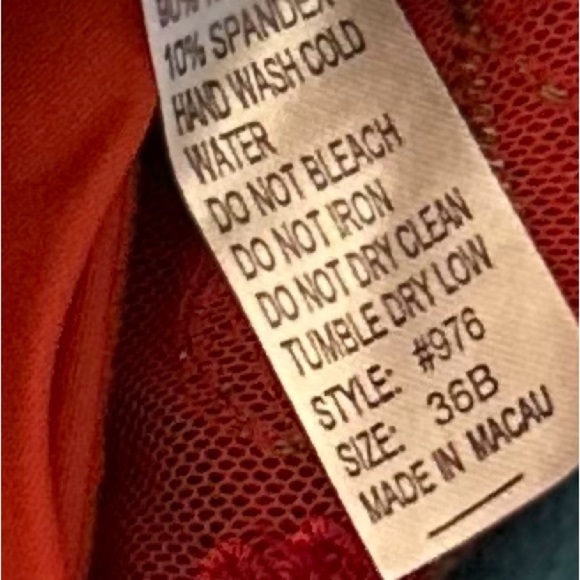 90%
10% SPANDEX
HAND WASH COLD
WATER
DO NOT BLEACH
DO NOT IRON
DO NOT DRY CLEAN
TUMBLE DRY LOW
STYLE: #976
SIZE: 36B
MADE IN MACAU